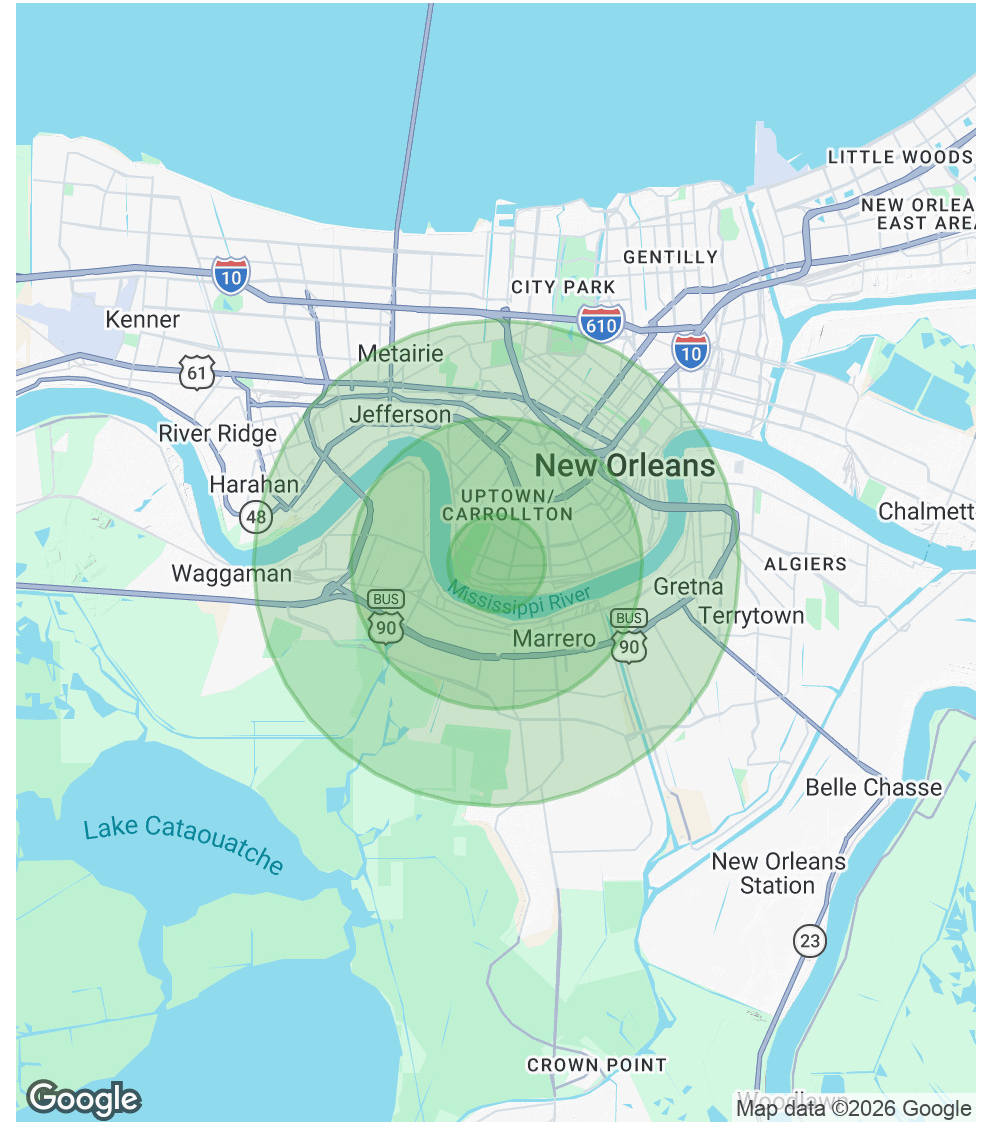 LITTLE WOODS
NEW ORLEA
EAST AREA
GENTILLY
CITY PARK
10
610
Kenner
10
Metairie
61
Jefferson
River Ridge
New Orleans
Harahan
UPTOWN/
CARROLLTON
48
Chalmett
ALGIERS
Waggaman
Mississippi River
Gretna
BUS
90
Terrytown
BUS
90
Marrero
Belle Chasse
Lake Cataouatche
New Orleans
Station
23
CROWN POINT
Woodlawn
Google
Map data ©2026 Google